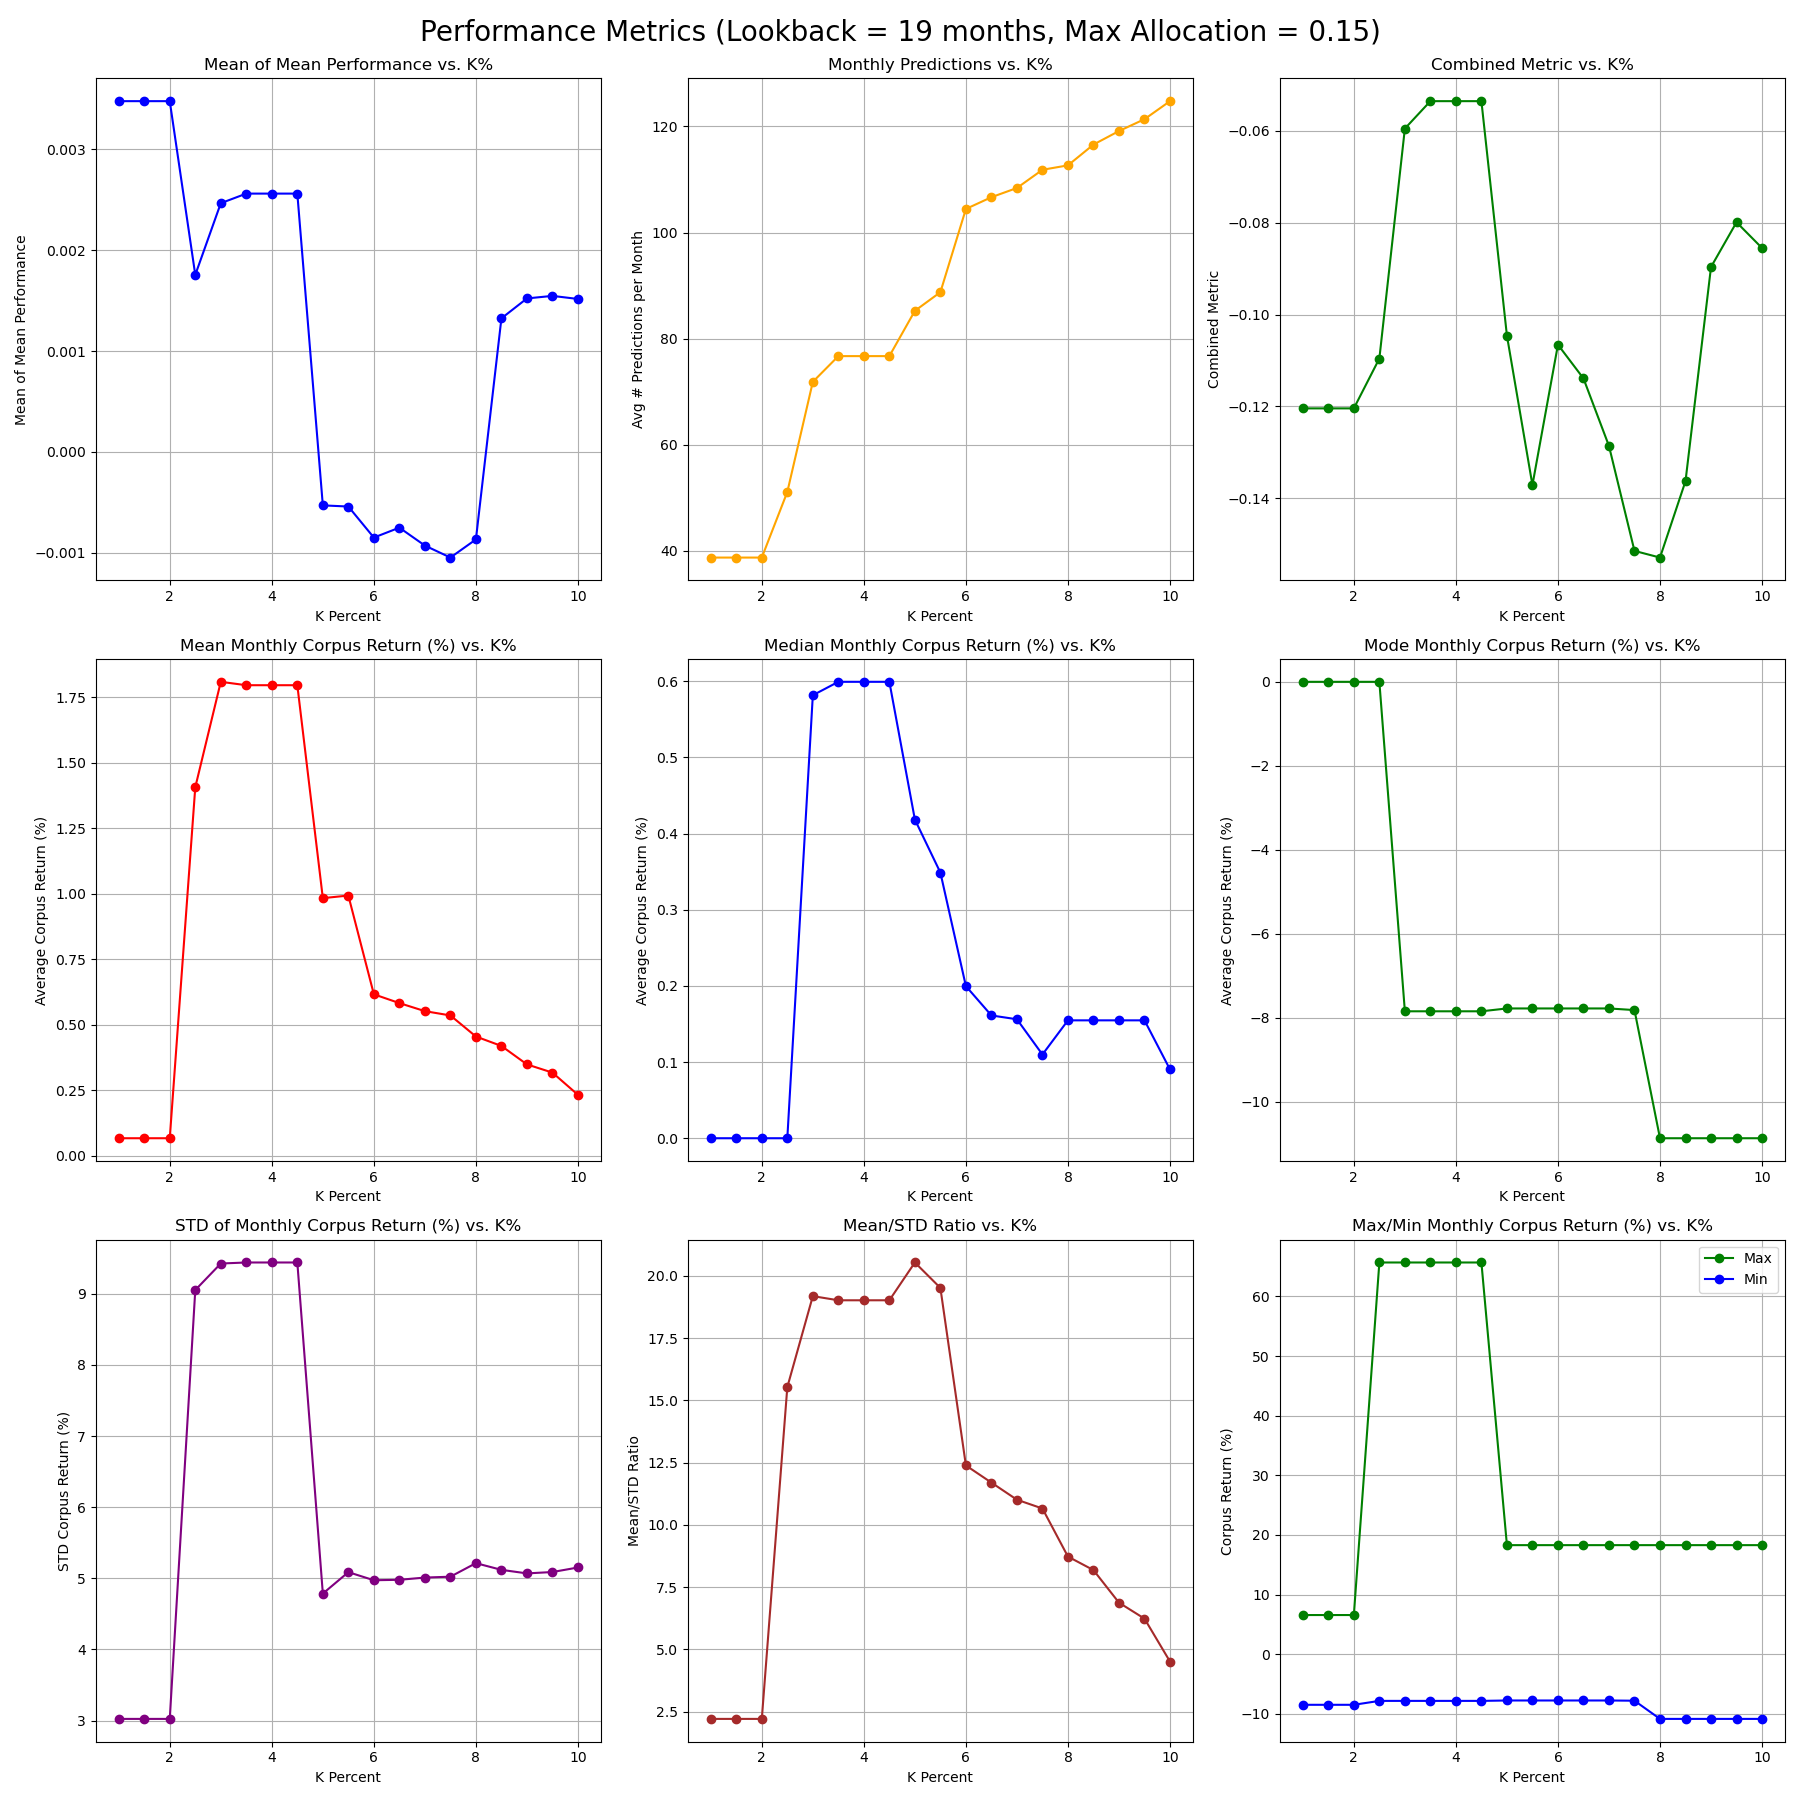 Performance Metrics (Lookback = 19 months, Max Allocation = 0.15)
Mean of Mean Performance vs. K%
Mean of Mean Performance
0.003
0.002
0.001
0.000
−0.001
2 4 6 8 10
K Percent
Monthly Predictions vs. K%
Avg # Predictions per Month
120
100
80
60
40
2 4 6 8 10
K Percent
Combined Metric vs. K%
Combined Metric
−0.06
−0.08
−0.10
−0.12
−0.14
2 4 6 8 10
K Percent
Mean Monthly Corpus Return (%) vs. K%
Average Corpus Return (%)
1.75
1.50
1.25
1.00
0.75
0.50
0.25
0.00
2 4 6 8 10
K Percent
Median Monthly Corpus Return (%) vs. K%
Average Corpus Return (%)
0.6
0.5
0.4
0.3
0.2
0.1
0.0
2 4 6 8 10
K Percent
Mode Monthly Corpus Return (%) vs. K%
Average Corpus Return (%)
0
−2
−4
−6
−8
−10
2 4 6 8 10
K Percent
STD of Monthly Corpus Return (%) vs. K%
STD Corpus Return (%)
9
8
7
6
5
4
3
2 4 6 8 10
K Percent
Mean/STD Ratio vs. K%
Mean/STD Ratio
20.0
17.5
15.0
12.5
10.0
7.5
5.0
2.5
2 4 6 8 10
K Percent
Max/Min Monthly Corpus Return (%) vs. K%
Corpus Return (%)
Max
Min
60
50
40
30
20
10
0
−10
2 4 6 8 10
K Percent